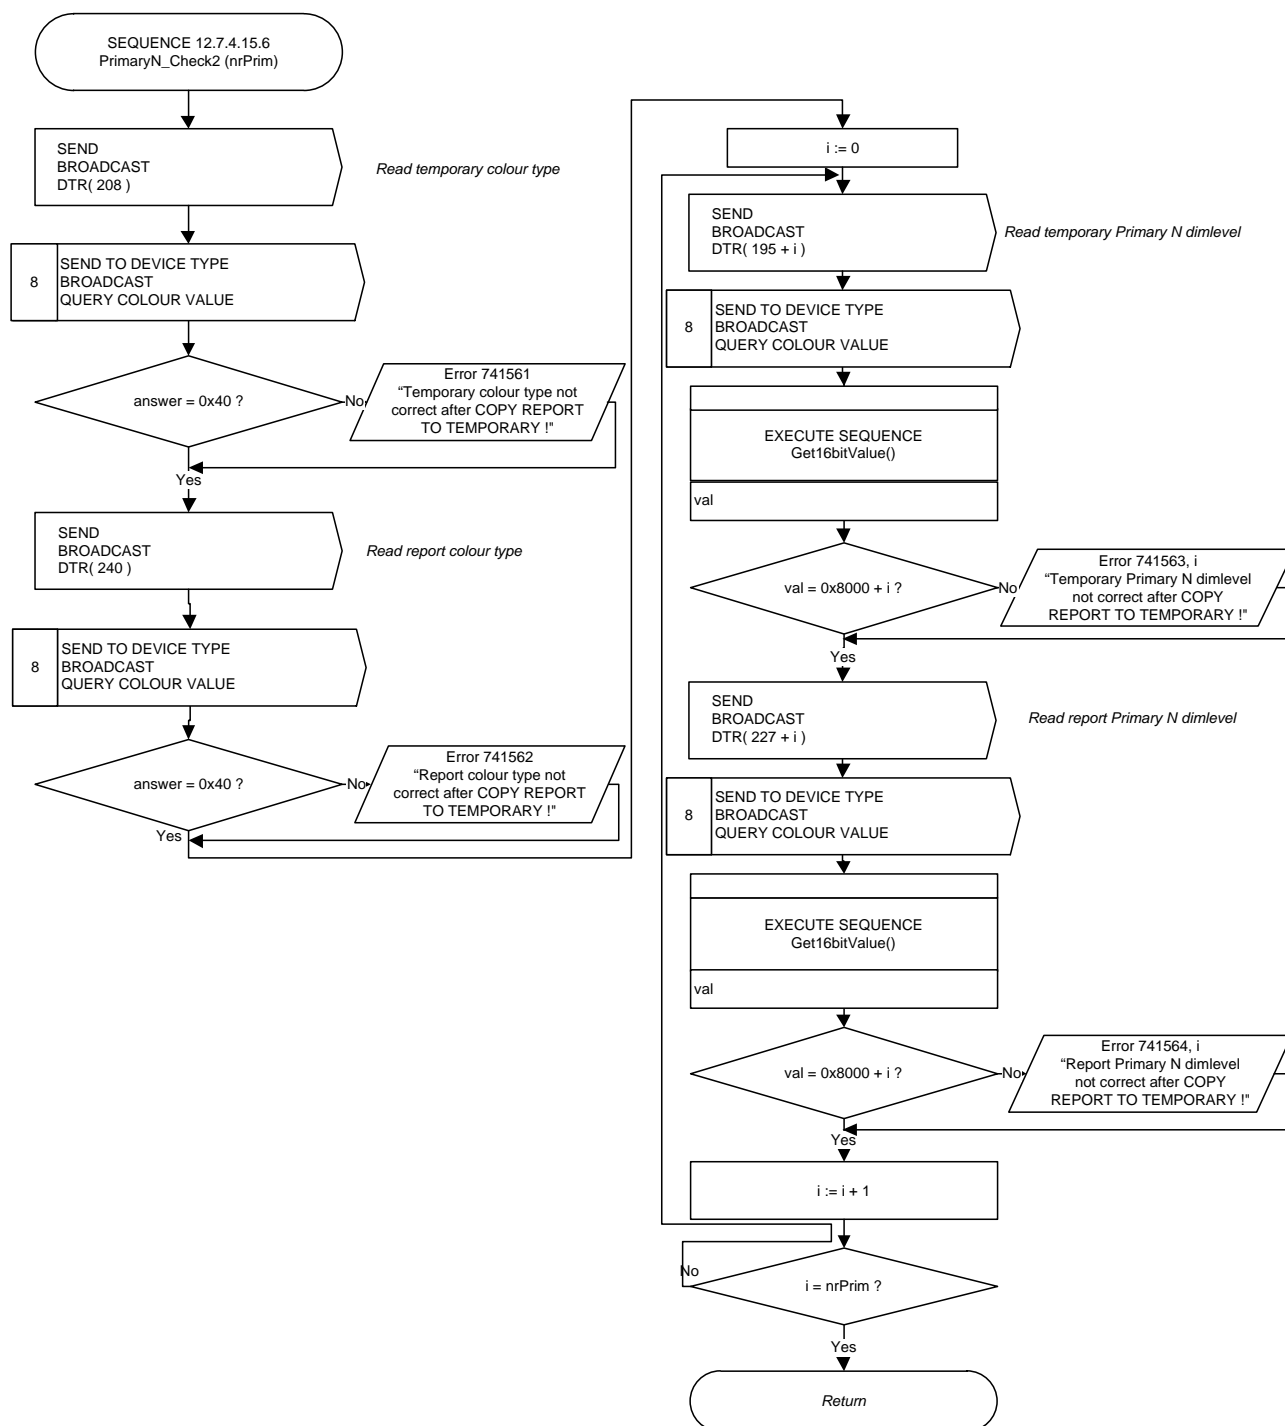 SEQUENCE 12.7.4.15.6
PrimaryN_Check2 (nrPrim)
SEND
BROADCAST
DTR( 208 )
Read temporary colour type
8
SEND TO DEVICE TYPE
BROADCAST
QUERY COLOUR VALUE
answer = 0x40 ?
No
Error 741561
“Temporary colour type not
correct after COPY REPORT
TO TEMPORARY !"
Yes
SEND
BROADCAST
DTR( 240 )
Read report colour type
8
SEND TO DEVICE TYPE
BROADCAST
QUERY COLOUR VALUE
answer = 0x40 ?
No
Error 741562
“Report colour type not
correct after COPY REPORT
TO TEMPORARY !"
Yes
i := 0
SEND
BROADCAST
DTR( 195 + i )
Read temporary Primary N dimlevel
8
SEND TO DEVICE TYPE
BROADCAST
QUERY COLOUR VALUE
EXECUTE SEQUENCE
Get16bitValue()
val
val = 0x8000 + i ?
No
Error 741563, i
“Temporary Primary N dimlevel
not correct after COPY
REPORT TO TEMPORARY !"
Yes
SEND
BROADCAST
DTR( 227 + i )
Read report Primary N dimlevel
8
SEND TO DEVICE TYPE
BROADCAST
QUERY COLOUR VALUE
EXECUTE SEQUENCE
Get16bitValue()
val
val = 0x8000 + i ?
No
Error 741564, i
“Report Primary N dimlevel
not correct after COPY
REPORT TO TEMPORARY !"
Yes
i := i + 1
No
i = nrPrim ?
Yes
Return